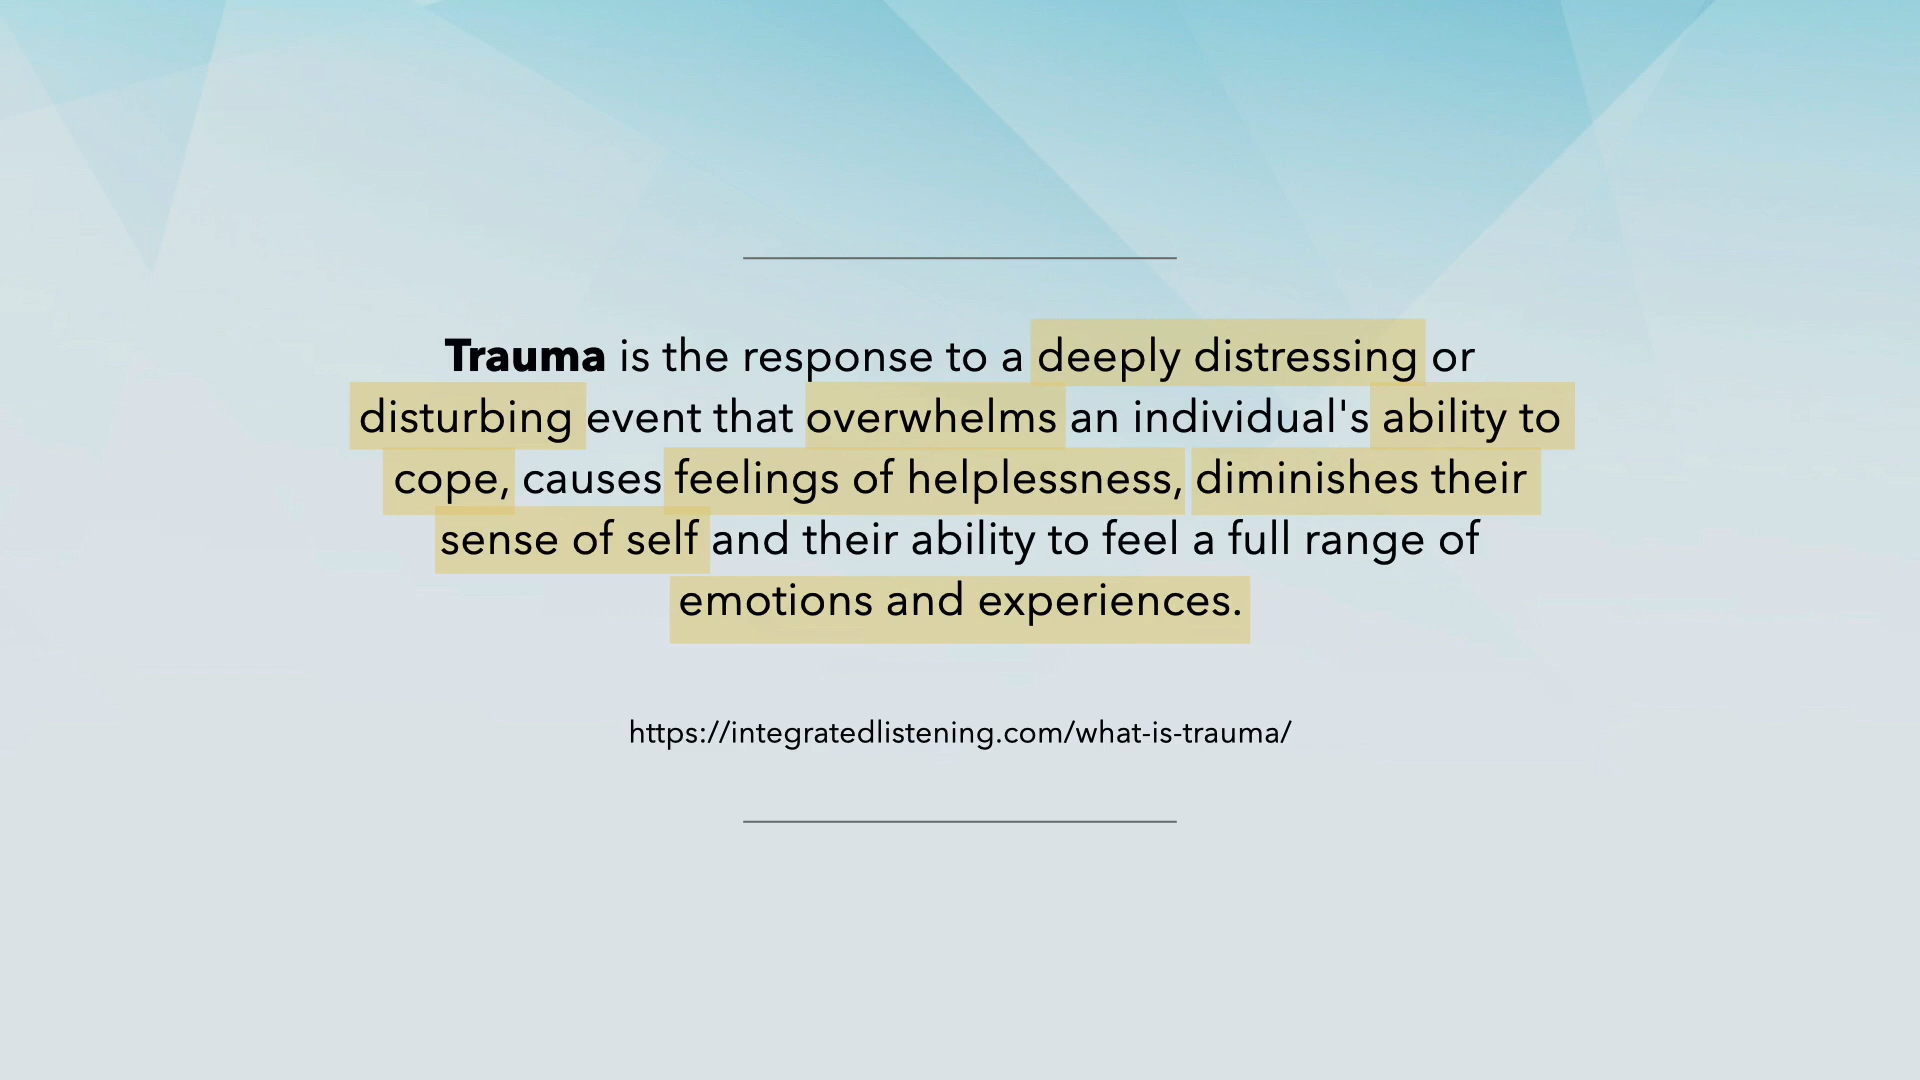 Trauma is the response to a deeply distressing or
disturbing event that overwhelms an individual's ability to
cope, causes feelings of helplessness, diminishes their
sense of self and their ability to feel a full range of
emotions and experiences.
https://integratedlistening.com/what-is-trauma/